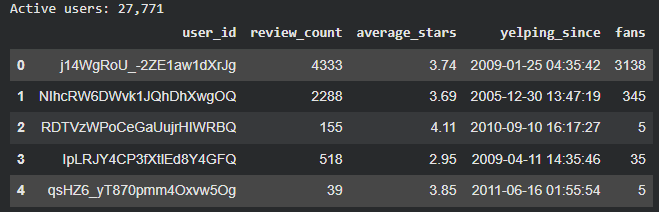 Active users: 27,771
user_id review_count average_stars yelping_since fans
0 j14WgRoU_-2ZE1aw1dXrJg 4333 3.74 2009-01-25 04:35:42 3138
1 NIhcRW6DWvk1JQhDhXwgOQ 2288 3.69 2005-12-30 13:47:19 345
2 RDTVzWPoCeGaUujrHIWRBQ 155 4.11 2010-09-10 16:17:27 5
3 IpLRJY4CP3fXtlEd8Y4GFQ 518 2.95 2009-04-11 14:35:46 35
4 qsHZ6_yT870pmm4Oxvw5Og 39 3.85 2011-06-16 01:55:54 5